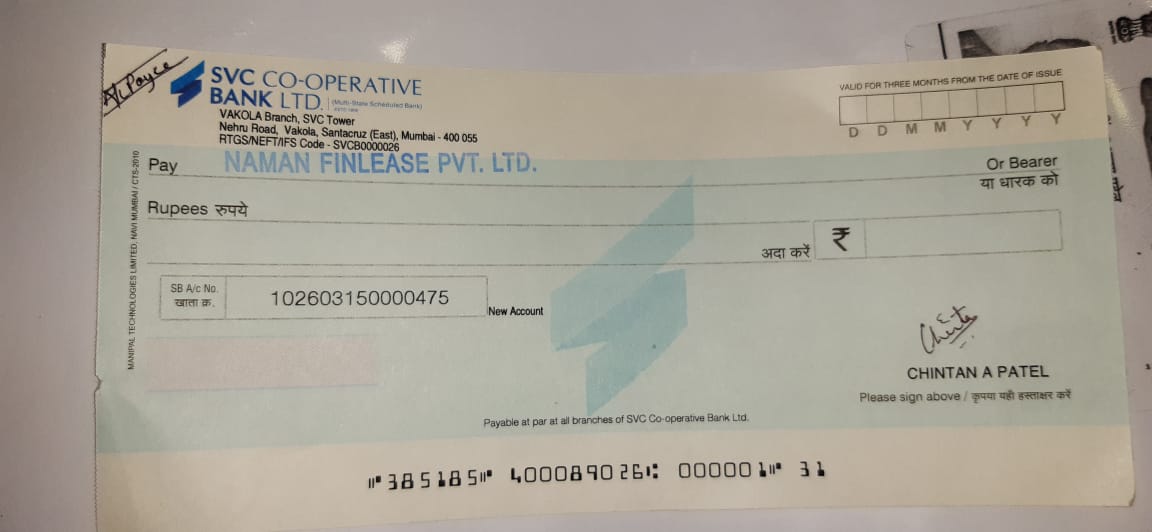 A/c Payee
SVC CO-OPERATIVE
BANK LTD. (Multi-State Scheduled Bank)
VAKOLA Branch, SVC Tower
Nehru Road, Vakola, Santacruz (East), Mumbai - 400 055
RTGS/NEFT/IFS Code - SVCB0000026
VALID FOR THREE MONTHS FROM THE DATE OF ISSUE
D D M M Y Y Y Y
Pay NAMAN FINLEASE PVT. LTD. Or Bearer
या धारक को
Rupees रुपये
अदा करें ₹
SB A/c No.
खाता क्र.
102603150000475
New Account
MANIPAL TECHNOLOGIES LIMITED, NAVI MUMBAI / CTS-2010
CHINTAN A PATEL
Please sign above / कृपया यहाँ हस्ताक्षर करें
Payable at par at all branches of SVC Co-operative Bank Ltd.
⑈385185⑈ 400089026⑆ 000001⑈ 31